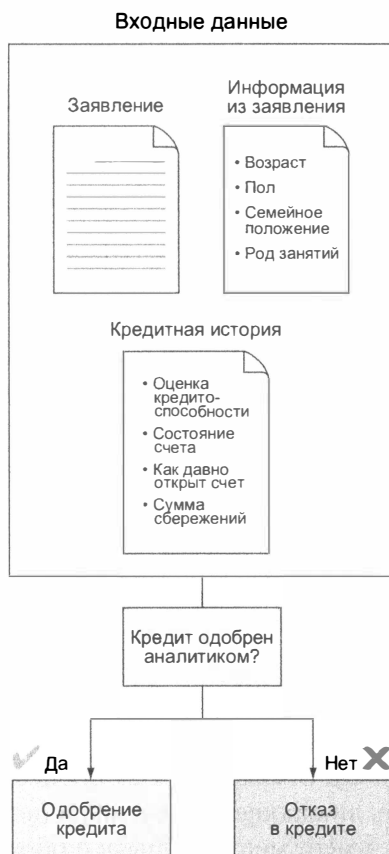 Входные данные
Заявление
Информация
из заявления
• Возраст
• Пол
• Семейное
положение
• Род занятий
Кредитная история
• Оценка
кредито-
способности
• Состояние
счета
• Как давно
открыт счет
• Сумма
сбережений
Кредит одобрен
аналитиком?
Да
Нет
Одобрение
кредита
Отказ
в кредите